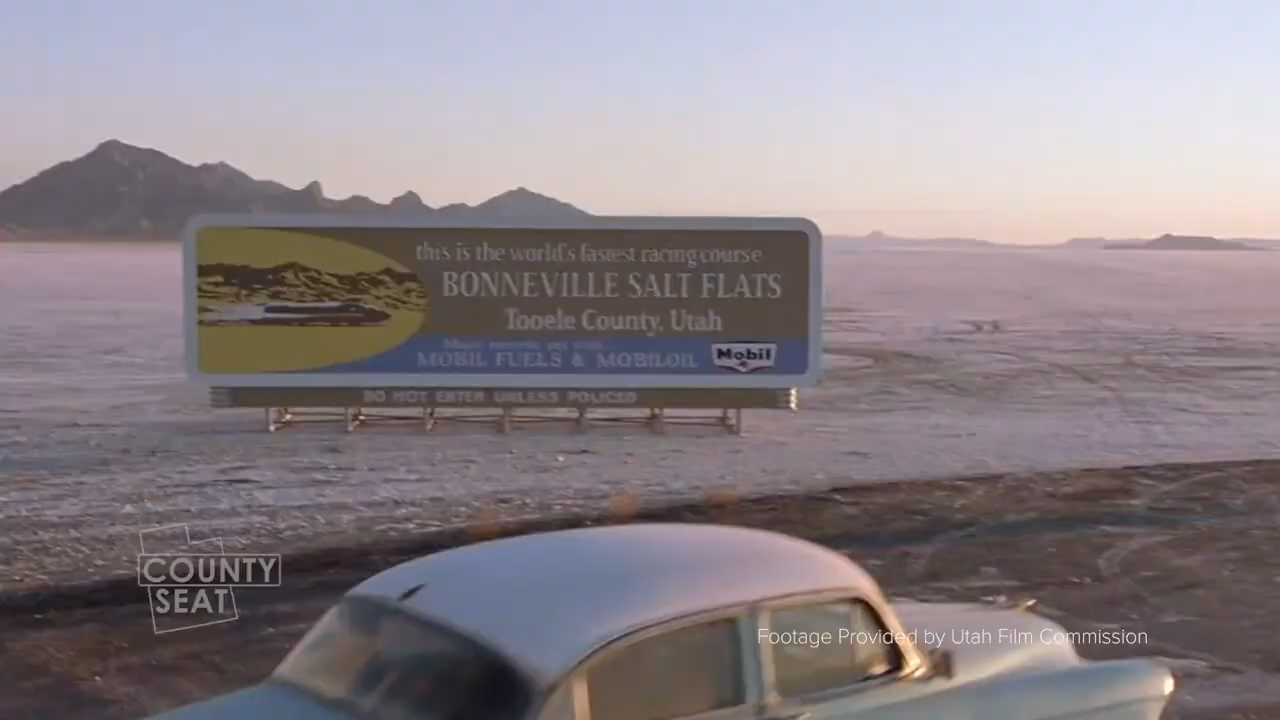 this is the world's fastest racing course
BONNEVILLE SALT FLATS
Tooele County, Utah
MOBIL FUELS & MOBILOIL
Mobil
DO NOT ENTER UNLESS POLICED
COUNTY
SEAT
Footage Provided by Utah Film Commission